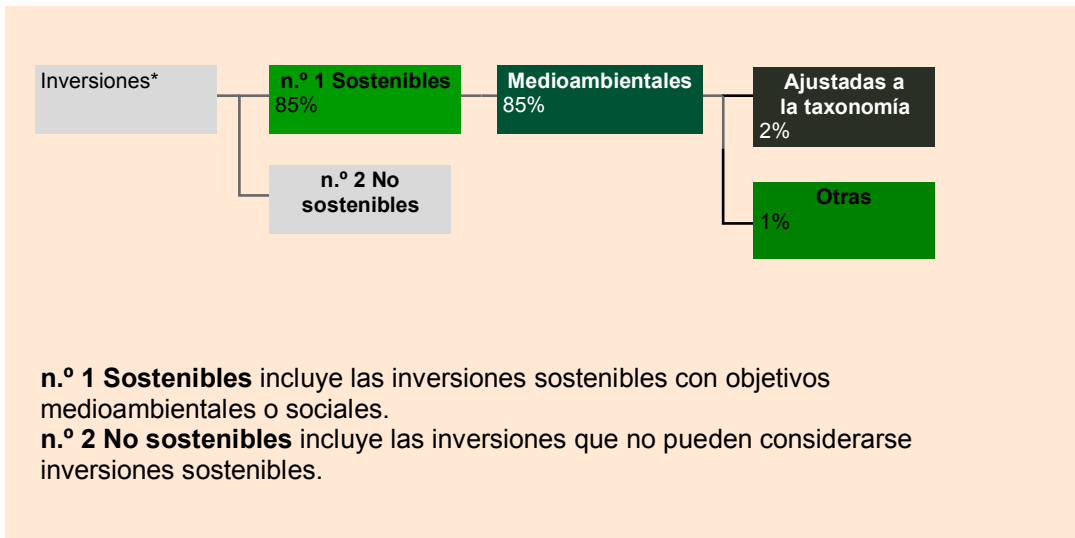 Inversiones*
n.º 1 Sostenibles
85%
Medioambientales
85%
Ajustadas a
la taxonomía
2%
n.º 2 No
sostenibles
Otras
1%
n.º 1 Sostenibles incluye las inversiones sostenibles con objetivos
medioambientales o sociales.
n.º 2 No sostenibles incluye las inversiones que no pueden considerarse
inversiones sostenibles.